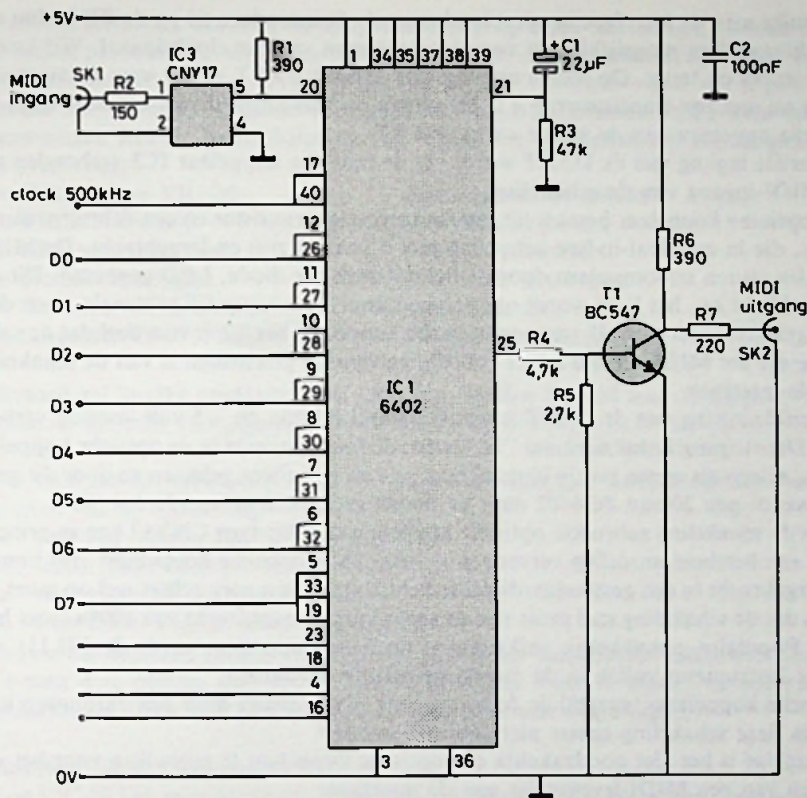 +5V
1 34 35 37 38 39
IC3
CNY17
R1
390
SK1
R2
150
MIDI
ingang
1
5
2
4
20
21
+C1
22µF
C2
100nF
R3
47k
17
clock 500kHz
40
12
D0
26
11
D1
27
10
D2
28
9
D3
29
8
D4
30
7
D5
31
6
D6
32
5
D7
33
19
23
18
4
16
IC1
6402
25
R4
4,7k
R5
2,7k
T1
BC547
R6
390
R7
220
MIDI
uitgang
SK2
0V
3
36